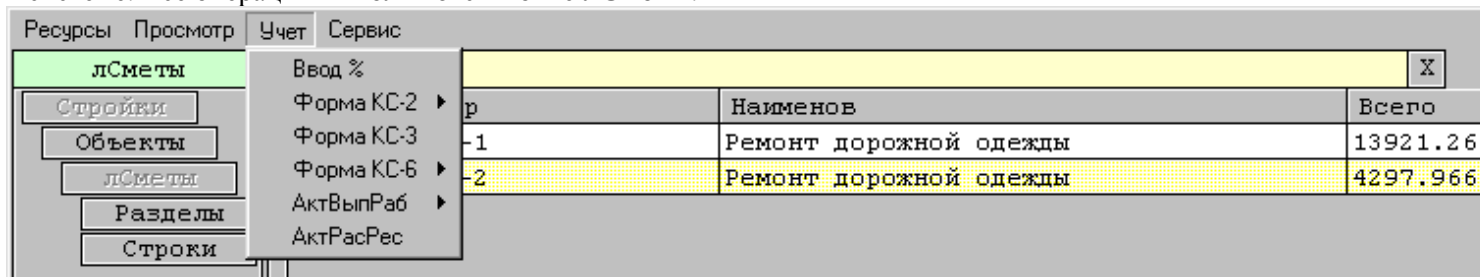 Ресурсы Просмотр Учет Сервис
лСметы X
Ввод %
Форма КС-2
Форма КС-3
Форма КС-6
АктВыпРаб
АктРасРес
Стройки
Объекты
лСметы
Разделы
Строки
р Наименов Всего
-1 Ремонт дорожной одежды 13921.26
-2 Ремонт дорожной одежды 4297.966